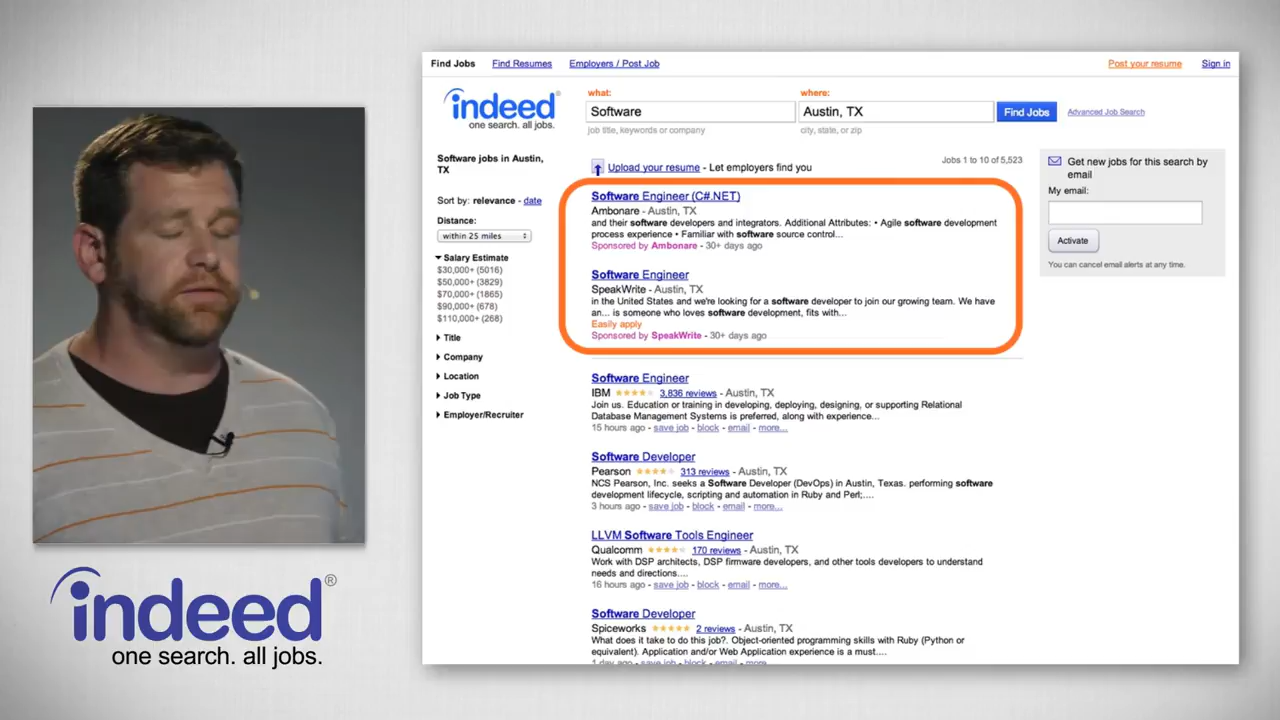 indeed®
one search. all jobs.
Find Jobs Find Resumes Employers / Post Job Post your resume Sign in
indeed®
one search. all jobs.
what:
Software
job title, keywords or company
where:
Austin, TX
city, state, or zip
Find Jobs
Advanced Job Search
Software jobs in Austin,
TX
Sort by: relevance - date
Distance:
within 25 miles
Salary Estimate
$30,000+ (5016)
$50,000+ (3829)
$70,000+ (1865)
$90,000+ (678)
$110,000+ (268)
Title
Company
Location
Job Type
Employer/Recruiter
Upload your resume - Let employers find you
Jobs 1 to 10 of 5,523
Software Engineer (C#.NET)
Ambonare - Austin, TX
and their software developers and integrators. Additional Attributes: • Agile software development
process experience • Familiar with software source control...
Sponsored by Ambonare - 30+ days ago
Software Engineer
SpeakWrite - Austin, TX
in the United States and we're looking for a software developer to join our growing team. We have
an... is someone who loves software development, fits with...
Easily apply
Sponsored by SpeakWrite - 30+ days ago
Software Engineer
IBM 3,836 reviews - Austin, TX
Join us. Education or training in developing, deploying, designing, or supporting Relational
Database Management Systems is preferred, along with experience...
15 hours ago - save job - block - email - more...
Software Developer
Pearson 313 reviews - Austin, TX
NCS Pearson, Inc. seeks a Software Developer (DevOps) in Austin, Texas. performing software
development lifecycle, scripting and automation in Ruby and Perl;....
3 hours ago - save job - block - email - more...
LLVM Software Tools Engineer
Qualcomm 170 reviews - Austin, TX
Work with DSP architects, DSP firmware developers, and other tools developers to understand
needs and directions....
16 hours ago - save job - block - email - more...
Software Developer
Spiceworks 2 reviews - Austin, TX
What does it take to do this job?. Object-oriented programming skills with Ruby (Python or
equivalent). Application and/or Web Application experience is a must....
1 day ago - save job - block - email - more...
Get new jobs for this search by
email
My email:
Activate
You can cancel email alerts at any time.